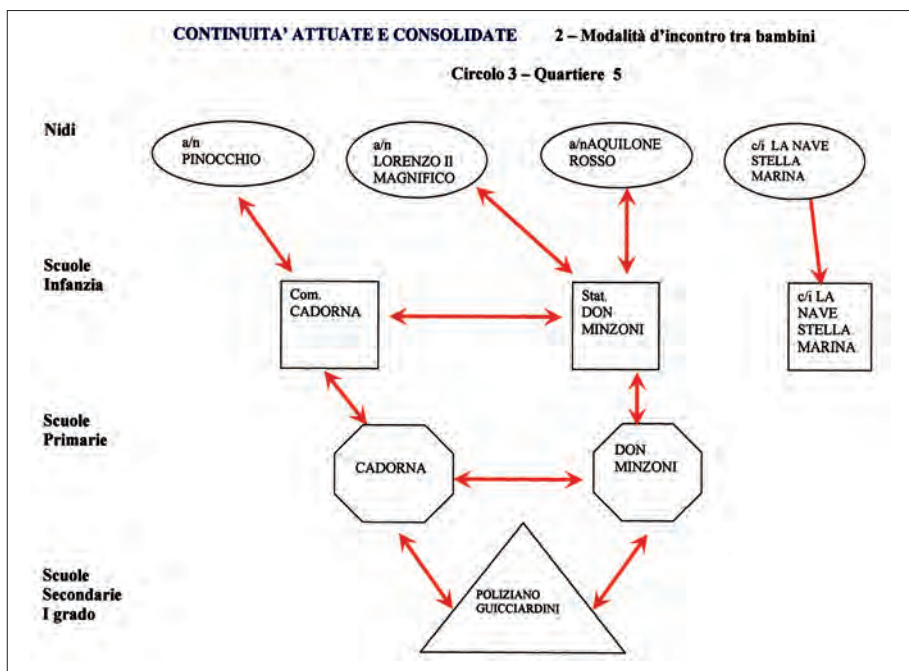 CONTINUITA' ATTUATE E CONSOLIDATE 2 – Modalità d'incontro tra bambini
Circolo 3 – Quartiere 5
Nidi
a/n
PINOCCHIO
a/n
LORENZO Il
MAGNIFICO
a/nAQUILONE
ROSSO
c/i LA NAVE
STELLA
MARINA
Scuole
Infanzia
Com.
CADORNA
Stat.
DON
MINZONI
c/i LA
NAVE
STELLA
MARINA
Scuole
Primarie
CADORNA
DON
MINZONI
Scuole
Secondarie
I grado
POLIZIANO
GUICCIARDINI